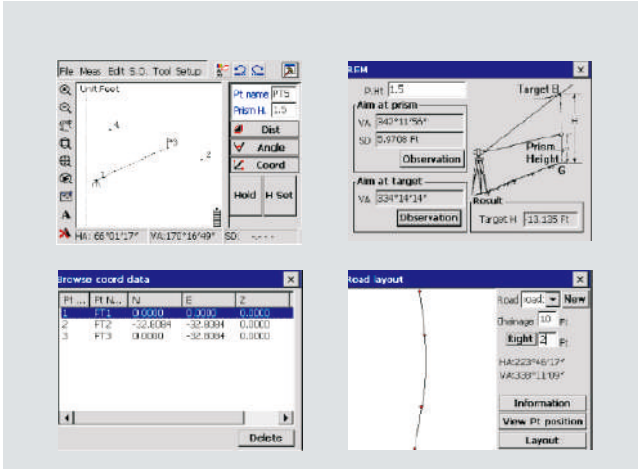 File Meas Edit S.O. Tool Setup
Unit Feet
Pt name PT5
Prism H. 1.5
.4
Dist
*3
Angle
.2
Coord
1
Hold H Set
A
HA: 66°01'17" VA:170°16'49" SD: -.---
REM
P.Ht 1.5
Target B
Aim at prism
VA 342°11'56"
H
SD 5.9708 Ft
Prism
Height
Observation
G
Aim at target
VA 334°14'14"
Result
Observation
Target H -13.135 Ft
Browse coord data
Pt ... Pt N... N E Z
1 PT1 0.0000 0.0000 0.0000
2 PT2 -32.8084 -32.8084 0.0000
3 PT3 0.0000 -32.8084 0.0000
Delete
Road layout
Road road: New
Chainage 10 Ft
Right 2 Ft
HA:223°46'17"
VA:338°11'09"
Information
View Pt position
Layout